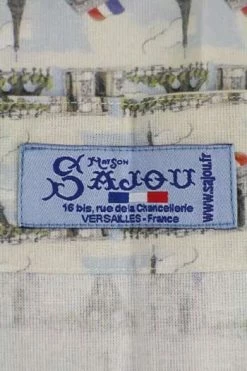 Maison
SAJOU
16 bis, rue de la Chancellerie
VERSAILLES - France
www.sajou.fr